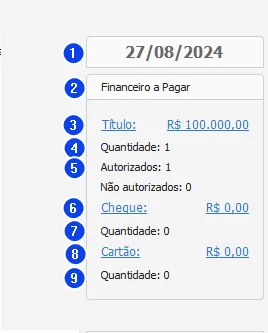 1 27/08/2024
2 Financeiro a Pagar
3 Título: R$ 100.000,00
4 Quantidade: 1
5 Autorizados: 1
Não autorizados: 0
6 Cheque: R$ 0,00
7 Quantidade: 0
8 Cartão: R$ 0,00
9 Quantidade: 0